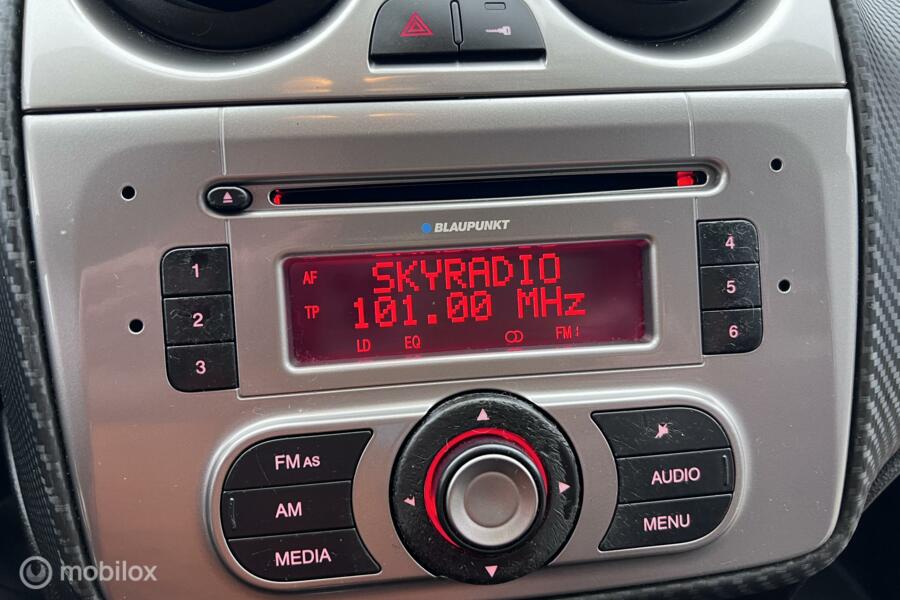 BLAUPUNKT
AF
SKYRADIO
TP
101.00 MHz
LD EQ FM1
1
2
3
4
5
6
FM AS
AM
MEDIA
AUDIO
MENU
mobilox